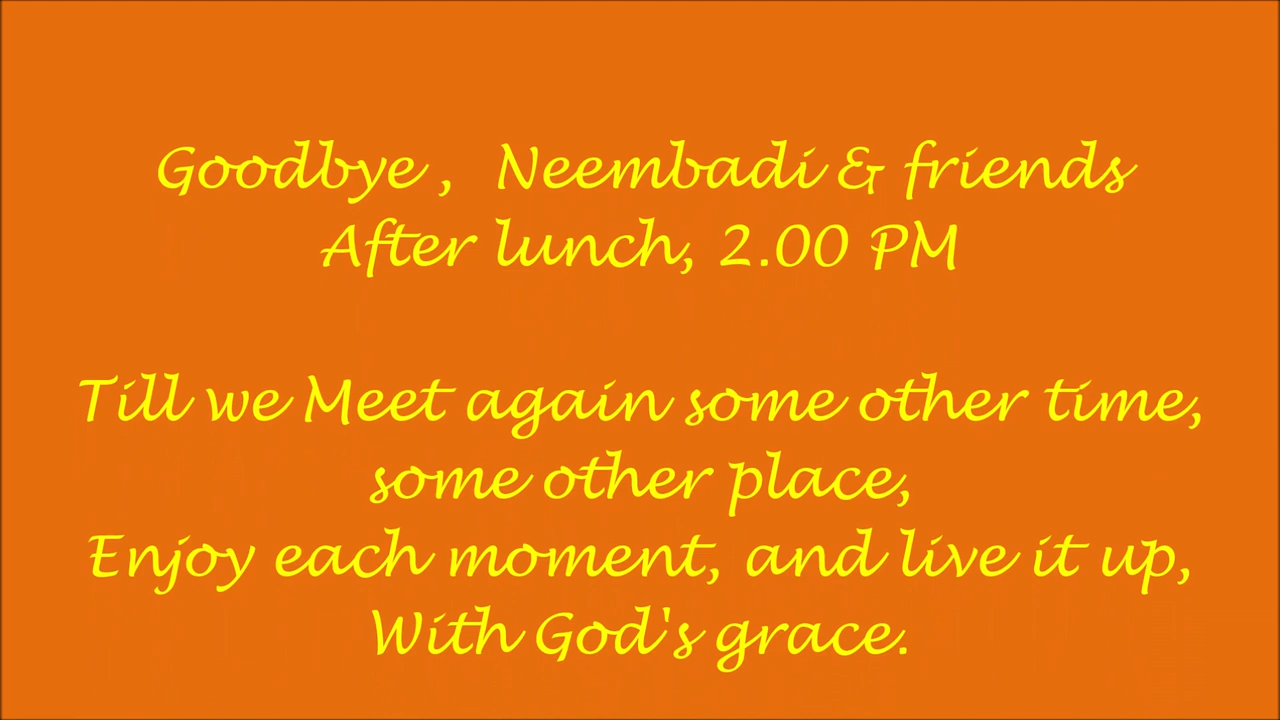 Goodbye , Neembadi & friends
After lunch, 2.00 PM
Till we Meet again some other time,
some other place,
Enjoy each moment, and live it up,
With God's grace.